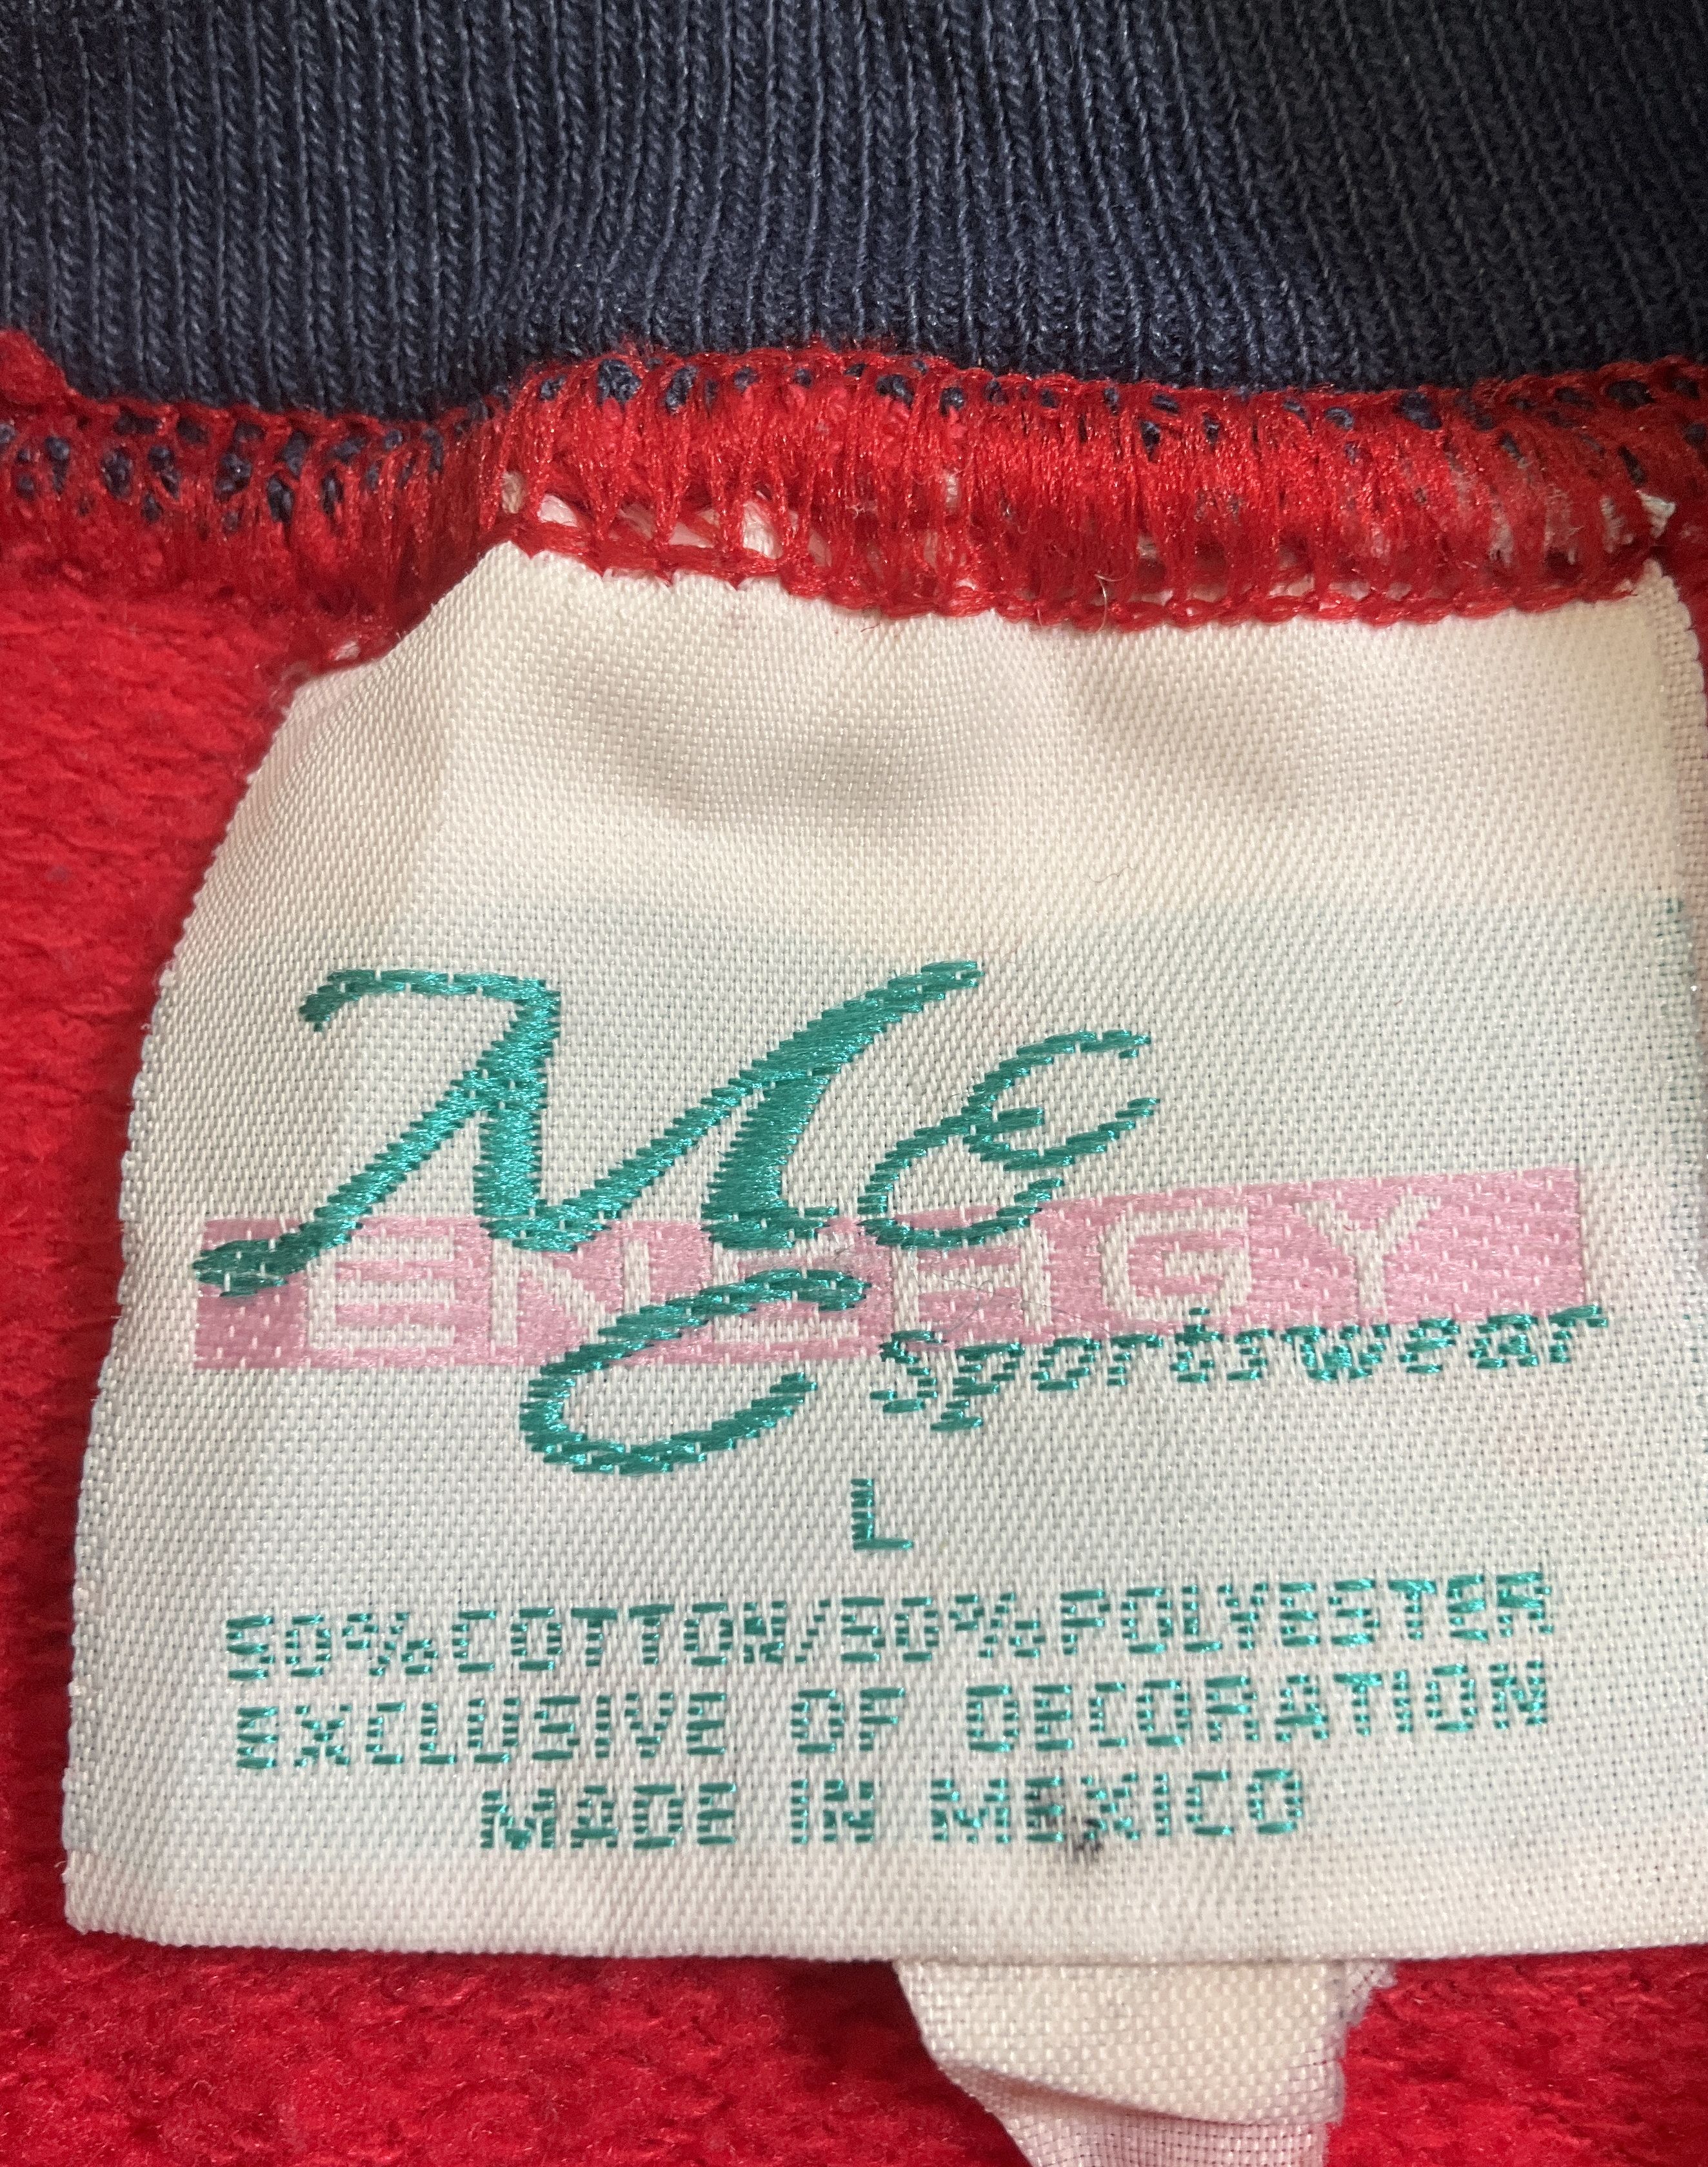 Mc
ENERGY
Sportswear
L
50%COTTON/50%POLYESTER
EXCLUSIVE OF DECORATION
MADE IN MEXICO